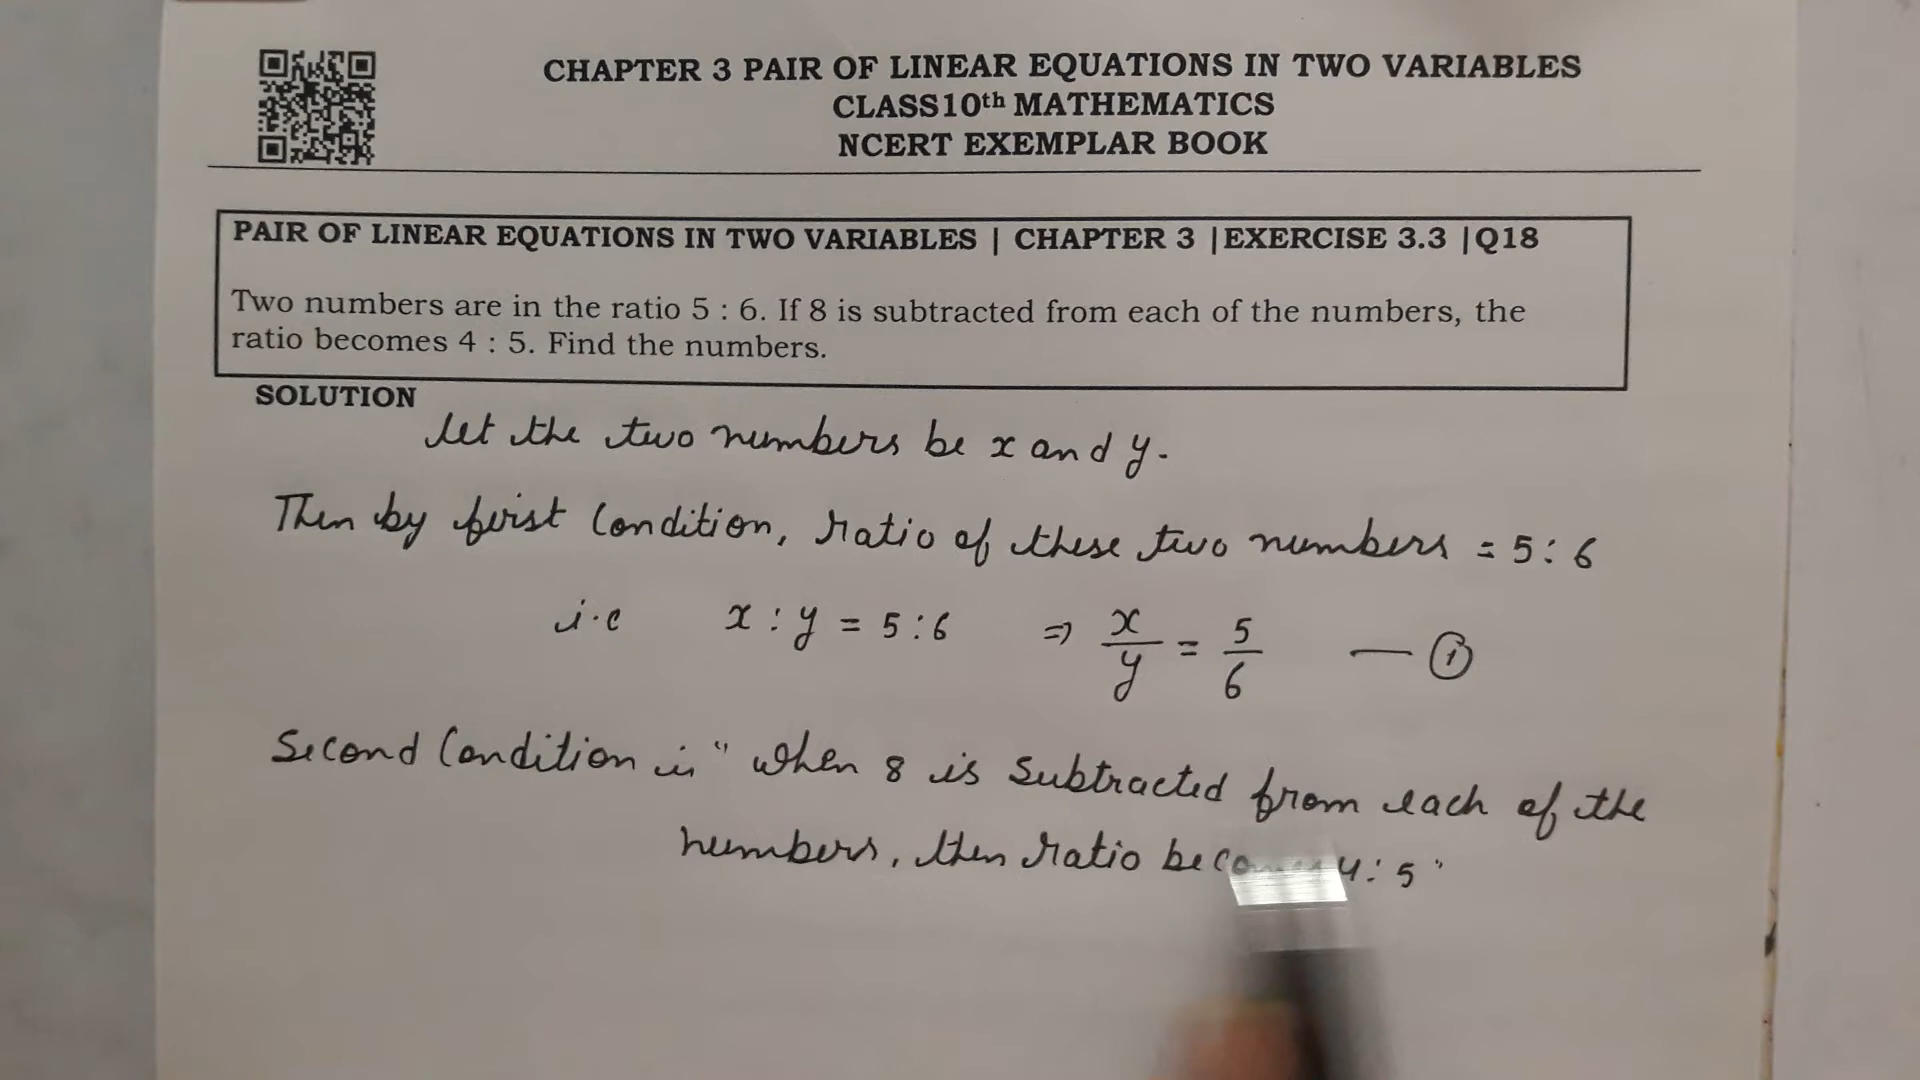 CHAPTER 3 PAIR OF LINEAR EQUATIONS IN TWO VARIABLES
CLASS10th MATHEMATICS
NCERT EXEMPLAR BOOK
PAIR OF LINEAR EQUATIONS IN TWO VARIABLES | CHAPTER 3 |EXERCISE 3.3 |Q18
Two numbers are in the ratio 5 : 6. If 8 is subtracted from each of the numbers, the
ratio becomes 4 : 5. Find the numbers.
SOLUTION
Let the two numbers be x and y.
Then by first Condition, ratio of these two numbers = 5:6
i.e x : y = 5:6 ⇒ x/y = 5/6 — ①
Second Condition is " when 8 is subtracted from each of the
numbers, then ratio becomes 4:5"